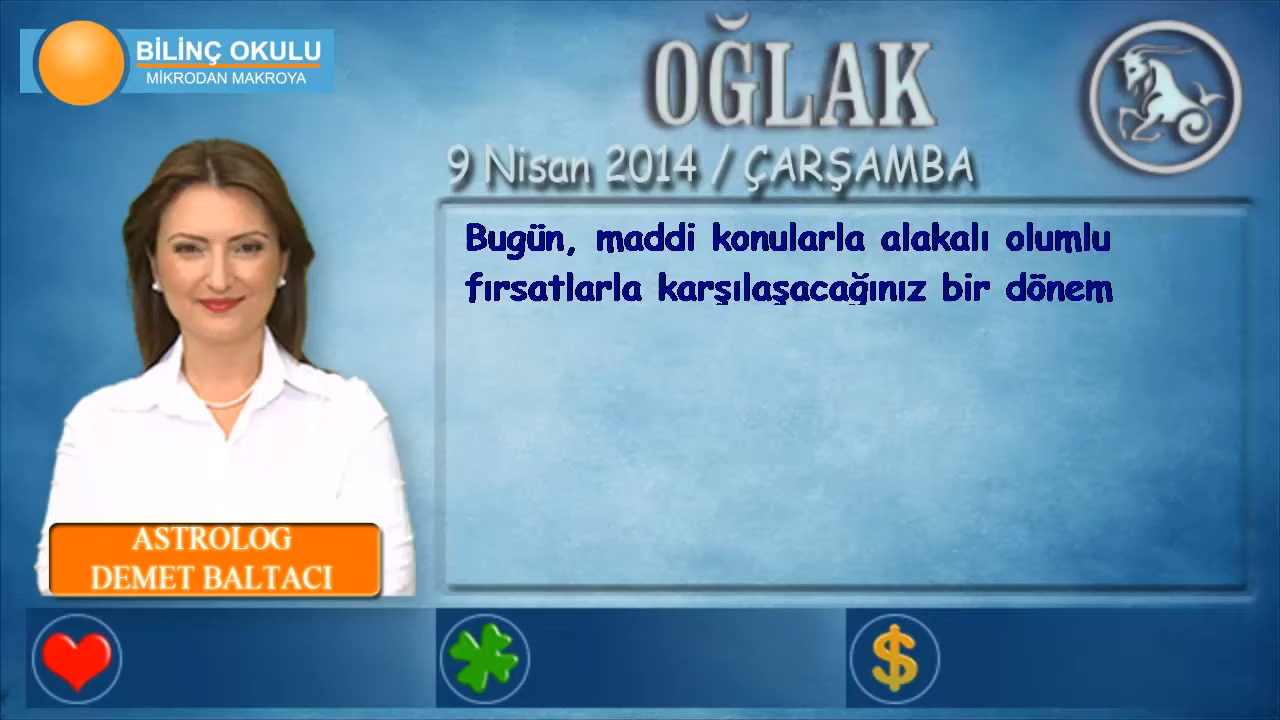 BİLİNÇ OKULU
MİKRODAN MAKROYA
OĞLAK
9 Nisan 2014 / ÇARŞAMBA
Bugün, maddi konularla alakalı olumlu
fırsatlarla karşılaşacağınız bir dönem
ASTROLOG
DEMET BALTACI
$